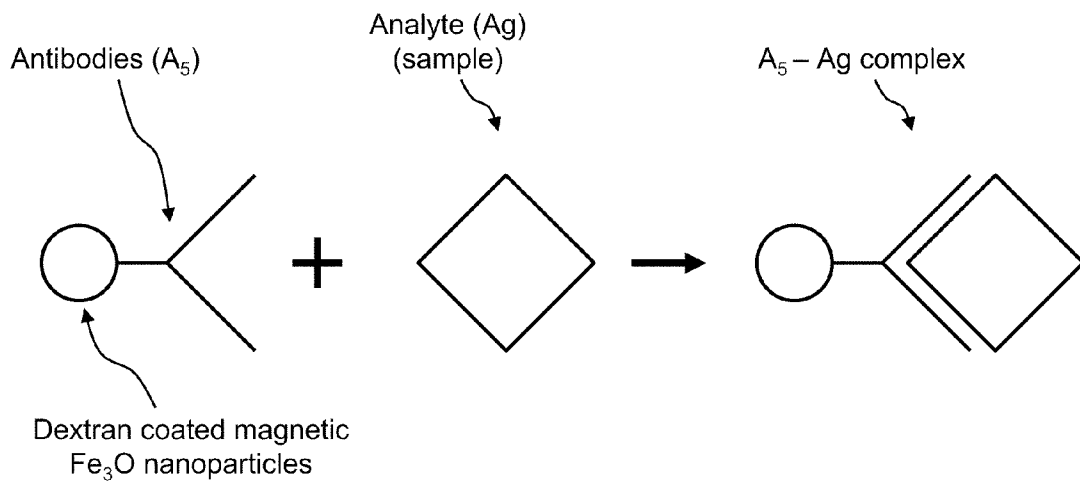 Antibodies (A₅)
Analyte (Ag)
(sample)
A₅ – Ag complex
Dextran coated magnetic
Fe₃O nanoparticles